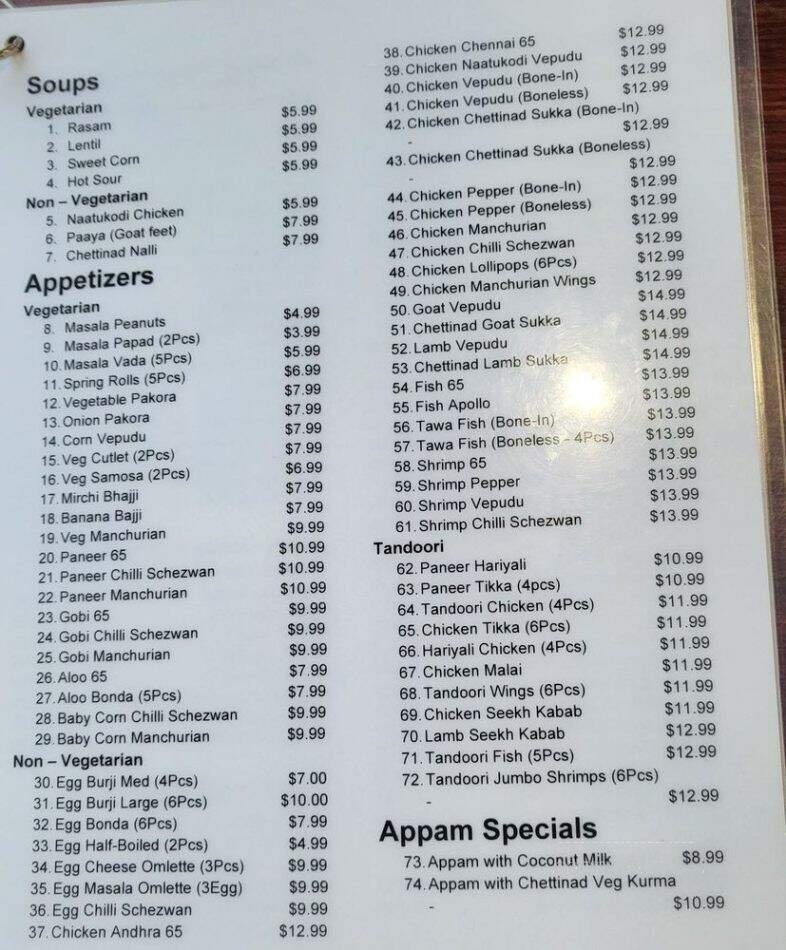 Soups
Vegetarian
1. Rasam $5.99
2. Lentil $5.99
3. Sweet Corn $5.99
4. Hot Sour $5.99
Non – Vegetarian
5. Naatukodi Chicken $5.99
6. Paaya (Goat feet) $7.99
7. Chettinad Nalli $7.99
Appetizers
Vegetarian
8. Masala Peanuts $4.99
9. Masala Papad (2Pcs) $3.99
10. Masala Vada (5Pcs) $5.99
11. Spring Rolls (5Pcs) $6.99
12. Vegetable Pakora $7.99
13. Onion Pakora $7.99
14. Corn Vepudu $7.99
15. Veg Cutlet (2Pcs) $7.99
16. Veg Samosa (2Pcs) $6.99
17. Mirchi Bhajji $7.99
18. Banana Bajji $7.99
19. Veg Manchurian $9.99
20. Paneer 65 $10.99
21. Paneer Chilli Schezwan $10.99
22. Paneer Manchurian $10.99
23. Gobi 65 $9.99
24. Gobi Chilli Schezwan $9.99
25. Gobi Manchurian $9.99
26. Aloo 65 $7.99
27. Aloo Bonda (5Pcs) $7.99
28. Baby Corn Chilli Schezwan $9.99
29. Baby Corn Manchurian $9.99
Non – Vegetarian
30. Egg Burji Med (4Pcs) $7.00
31. Egg Burji Large (6Pcs) $10.00
32. Egg Bonda (6Pcs) $7.99
33. Egg Half-Boiled (2Pcs) $4.99
34. Egg Cheese Omlette (3Pcs) $9.99
35. Egg Masala Omlette (3Egg) $9.99
36. Egg Chilli Schezwan $9.99
37. Chicken Andhra 65 $12.99
38. Chicken Chennai 65 $12.99
39. Chicken Naatukodi Vepudu $12.99
40. Chicken Vepudu (Bone-In) $12.99
41. Chicken Vepudu (Boneless) $12.99
42. Chicken Chettinad Sukka (Bone-In)
- $12.99
43. Chicken Chettinad Sukka (Boneless)
- $12.99
44. Chicken Pepper (Bone-In) $12.99
45. Chicken Pepper (Boneless) $12.99
46. Chicken Manchurian $12.99
47. Chicken Chilli Schezwan $12.99
48. Chicken Lollipops (6Pcs) $12.99
49. Chicken Manchurian Wings $12.99
50. Goat Vepudu $14.99
51. Chettinad Goat Sukka $14.99
52. Lamb Vepudu $14.99
53. Chettinad Lamb Sukka $14.99
54. Fish 65 $13.99
55. Fish Apollo $13.99
56. Tawa Fish (Bone-In) $13.99
57. Tawa Fish (Boneless - 4Pcs) $13.99
58. Shrimp 65 $13.99
59. Shrimp Pepper $13.99
60. Shrimp Vepudu $13.99
61. Shrimp Chilli Schezwan $13.99
Tandoori
62. Paneer Hariyali $10.99
63. Paneer Tikka (4pcs) $10.99
64. Tandoori Chicken (4Pcs) $11.99
65. Chicken Tikka (6Pcs) $11.99
66. Hariyali Chicken (4Pcs) $11.99
67. Chicken Malai $11.99
68. Tandoori Wings (6Pcs) $11.99
69. Chicken Seekh Kabab $11.99
70. Lamb Seekh Kabab $12.99
71. Tandoori Fish (5Pcs) $12.99
72. Tandoori Jumbo Shrimps (6Pcs)
- $12.99
Appam Specials
73. Appam with Coconut Milk $8.99
74. Appam with Chettinad Veg Kurma
- $10.99